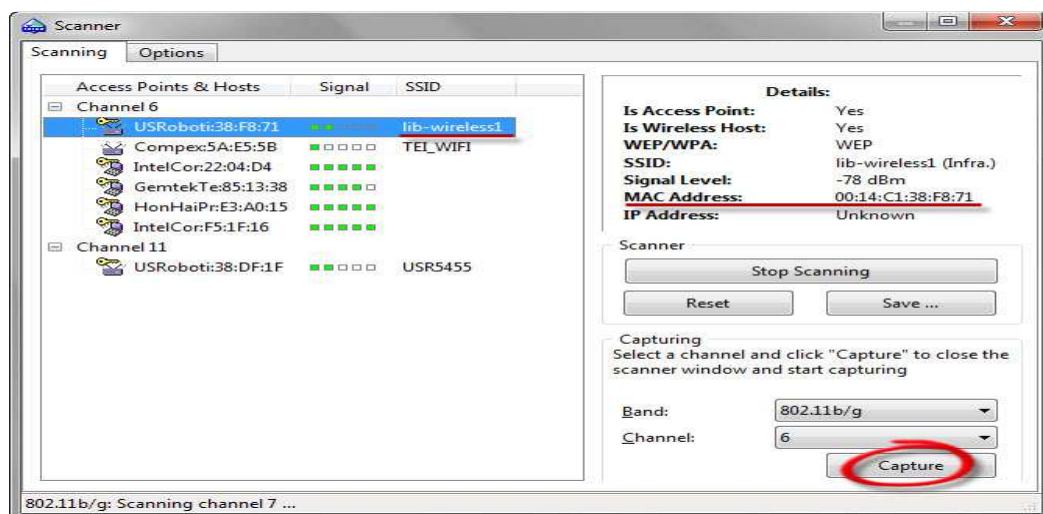 Scanner
Scanning Options
Access Points & Hosts Signal SSID
Channel 6
USRoboti:38:F8:71 lib-wireless1
Compex:5A:E5:5B TEI_WIFI
IntelCor:22:04:D4
GemtekTe:85:13:38
HonHaiPr:E3:A0:15
IntelCor:F5:1F:16
Channel 11
USRoboti:38:DF:1F USR5455
Details:
Is Access Point: Yes
Is Wireless Host: Yes
WEP/WPA: WEP
SSID: lib-wireless1 (Infra.)
Signal Level: -78 dBm
MAC Address: 00:14:C1:38:F8:71
IP Address: Unknown
Scanner
Stop Scanning
Reset Save ...
Capturing
Select a channel and click "Capture" to close the
scanner window and start capturing
Band: 802.11b/g
Channel: 6
Capture
802.11b/g: Scanning channel 7 ...